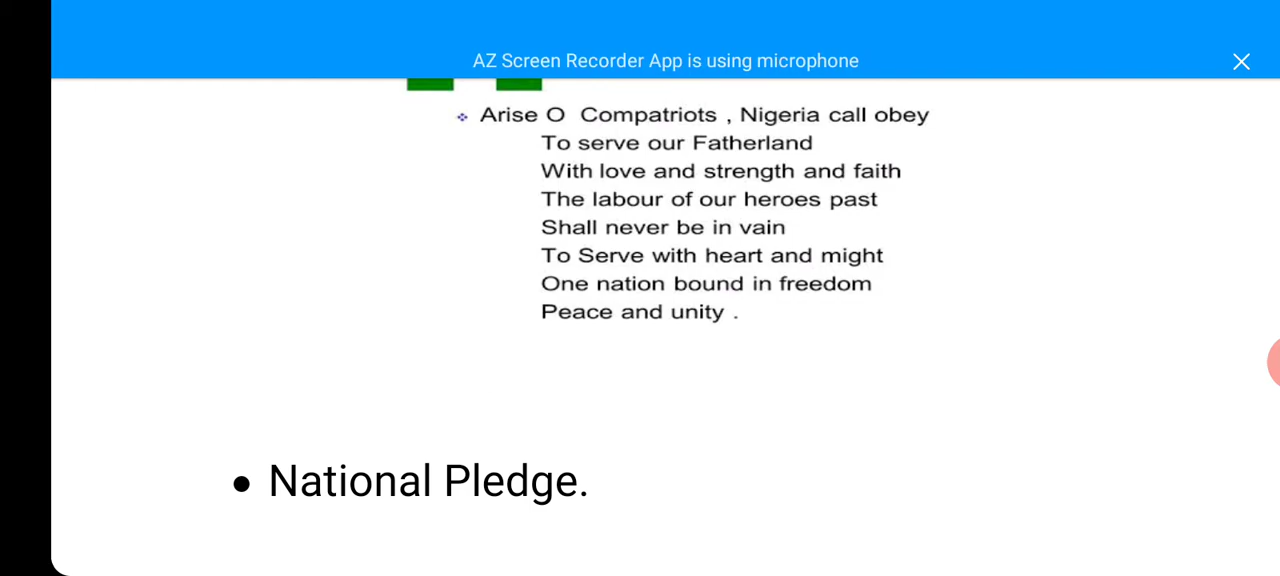 AZ Screen Recorder App is using microphone
❖ Arise O Compatriots , Nigeria call obey
To serve our Fatherland
With love and strength and faith
The labour of our heroes past
Shall never be in vain
To Serve with heart and might
One nation bound in freedom
Peace and unity .
• National Pledge.